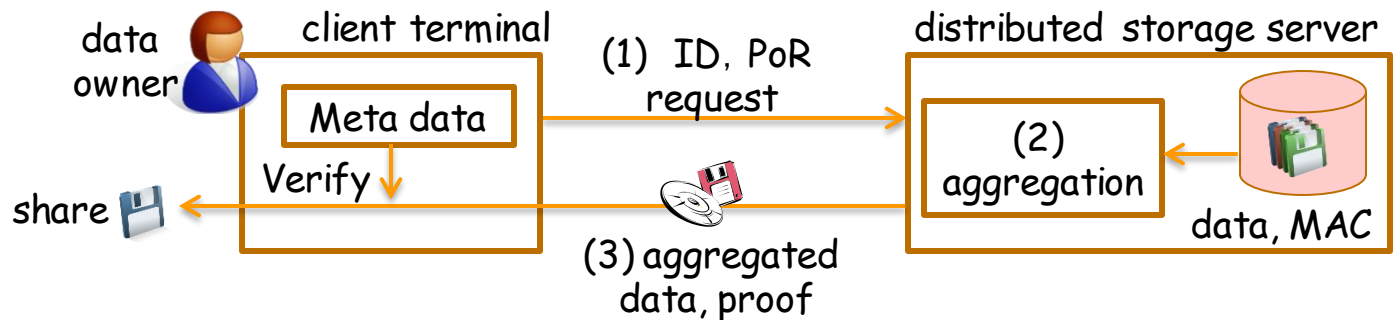 data
owner
client terminal
Meta data
Verify
share
(1) ID, PoR
request
(3) aggregated
data, proof
distributed storage server
(2)
aggregation
data, MAC